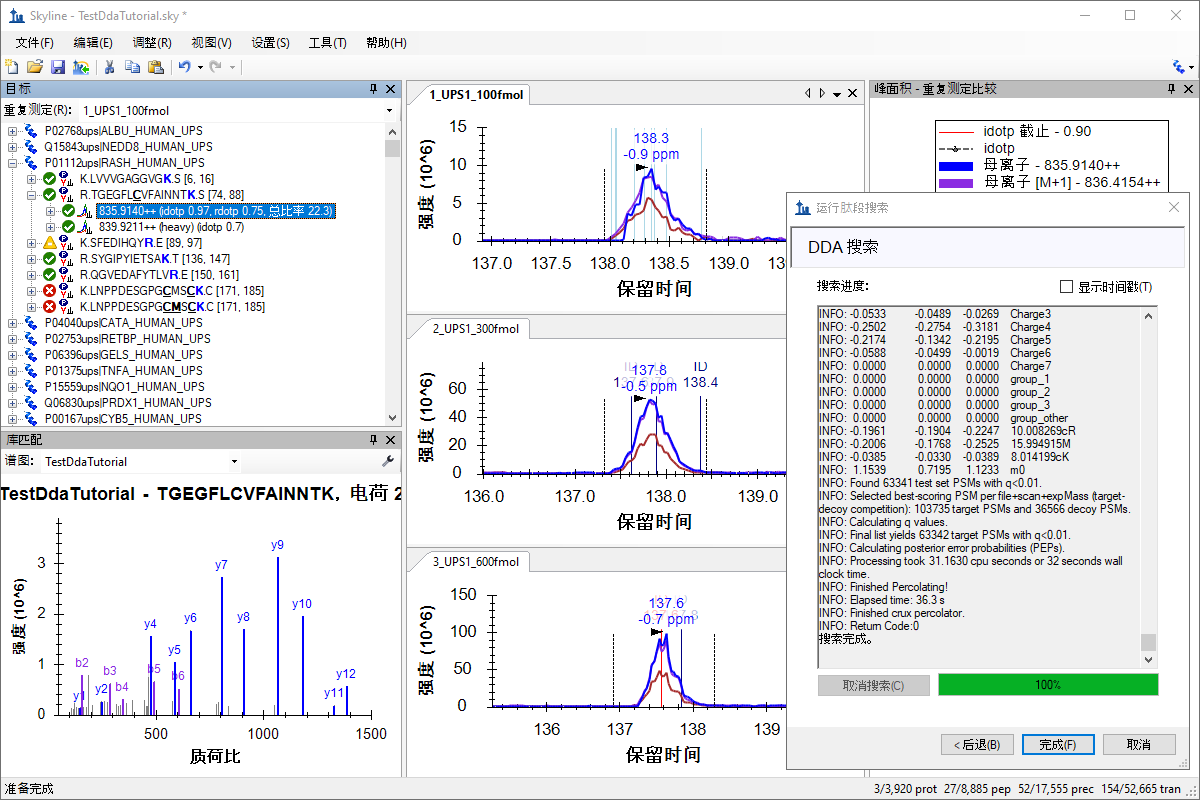 Skyline - TestDdaTutorial.sky *
文件(F) 编辑(E) 调整(R) 视图(V) 设置(S) 工具(T) 帮助(H)
目标
重复测定(R): 1_UPS1_100fmol
P02768ups|ALBU_HUMAN_UPS
Q15843ups|NEDD8_HUMAN_UPS
P01112ups|RASH_HUMAN_UPS
K.LVVVGAGGVGK.S [6, 16]
R.TGEGFLCVFAINNTK.S [74, 88]
835.9140++ (idotp 0.97, rdotp 0.75, 总比率 22.3)
839.9211++ (heavy) (idotp 0.7)
K.SFEDIHQYR.E [89, 97]
R.SYGIPYIETSAK.T [136, 147]
R.QGVEDAFYTLVR.E [150, 161]
K.LNPPDESGPGCMSCK.C [171, 185]
K.LNPPDESGPGCMSCK.C [171, 185]
P04040ups|CATA_HUMAN_UPS
P02753ups|RETBP_HUMAN_UPS
P06396ups|GELS_HUMAN_UPS
P01375ups|TNFA_HUMAN_UPS
P15559ups|NQO1_HUMAN_UPS
Q06830ups|PRDX1_HUMAN_UPS
P00167ups|CYB5_HUMAN_UPS
库匹配
谱图: TestDdaTutorial
TestDdaTutorial - TGEGFLCVFAINNTK, 电荷 2
强度 (10^6)
3
2
1
0
y9
y7
y10
y4
y6
y8
y5
b2
b3
b5
b6
y12
y2
b4
y11
y
500 1000 1500
质荷比
1_UPS1_100fmol
强度 (10^6)
15
10
5
0
138.3
-0.9 ppm
137.0 137.5 138.0 138.5 139.0 139
保留时间
2_UPS1_300fmol
强度 (10^6)
60
40
20
0
137.8
-0.5 ppm
ID
138.4
136.0 137.0 138.0 139.0
保留时间
3_UPS1_600fmol
强度 (10^6)
150
100
50
0
137.6
-0.7 ppm
136 137 138 139
保留时间
峰面积 - 重复测定比较
idotp 截止 - 0.90
idotp
母离子 - 835.9140++
母离子 [M+1] - 836.4154++
运行肽段搜索
DDA 搜索
搜索进度:
显示时间戳(T)
INFO: -0.0533 -0.0489 -0.0269 Charge3
INFO: -0.2502 -0.2754 -0.3181 Charge4
INFO: -0.2174 -0.1342 -0.2195 Charge5
INFO: -0.0588 -0.0499 -0.0019 Charge6
INFO: 0.0000 0.0000 0.0000 Charge7
INFO: 0.0000 0.0000 0.0000 group_1
INFO: 0.0000 0.0000 0.0000 group_2
INFO: 0.0000 0.0000 0.0000 group_3
INFO: 0.0000 0.0000 0.0000 group_other
INFO: -0.1961 -0.1904 -0.2247 10.008269cR
INFO: -0.2006 -0.1768 -0.2525 15.994915M
INFO: -0.0385 -0.0330 -0.0389 8.014199cK
INFO: 1.1539 0.7195 1.1233 m0
INFO: Found 63341 test set PSMs with q<0.01.
INFO: Selected best-scoring PSM per file+scan+expMass (target-
decoy competition): 103735 target PSMs and 36566 decoy PSMs.
INFO: Calculating q values.
INFO: Final list yields 63342 target PSMs with q<0.01.
INFO: Calculating posterior error probabilities (PEPs).
INFO: Processing took 31.1630 cpu seconds or 32 seconds wall
clock time.
INFO: Finished Percolating!
INFO: Elapsed time: 36.3 s
INFO: Finished crux percolator.
INFO: Return Code:0
搜索完成。
取消搜索(C) 100%
< 后退(B) 完成(F) 取消
准备完成
3/3,920 prot 27/8,885 pep 52/17,555 prec 154/52,665 tran